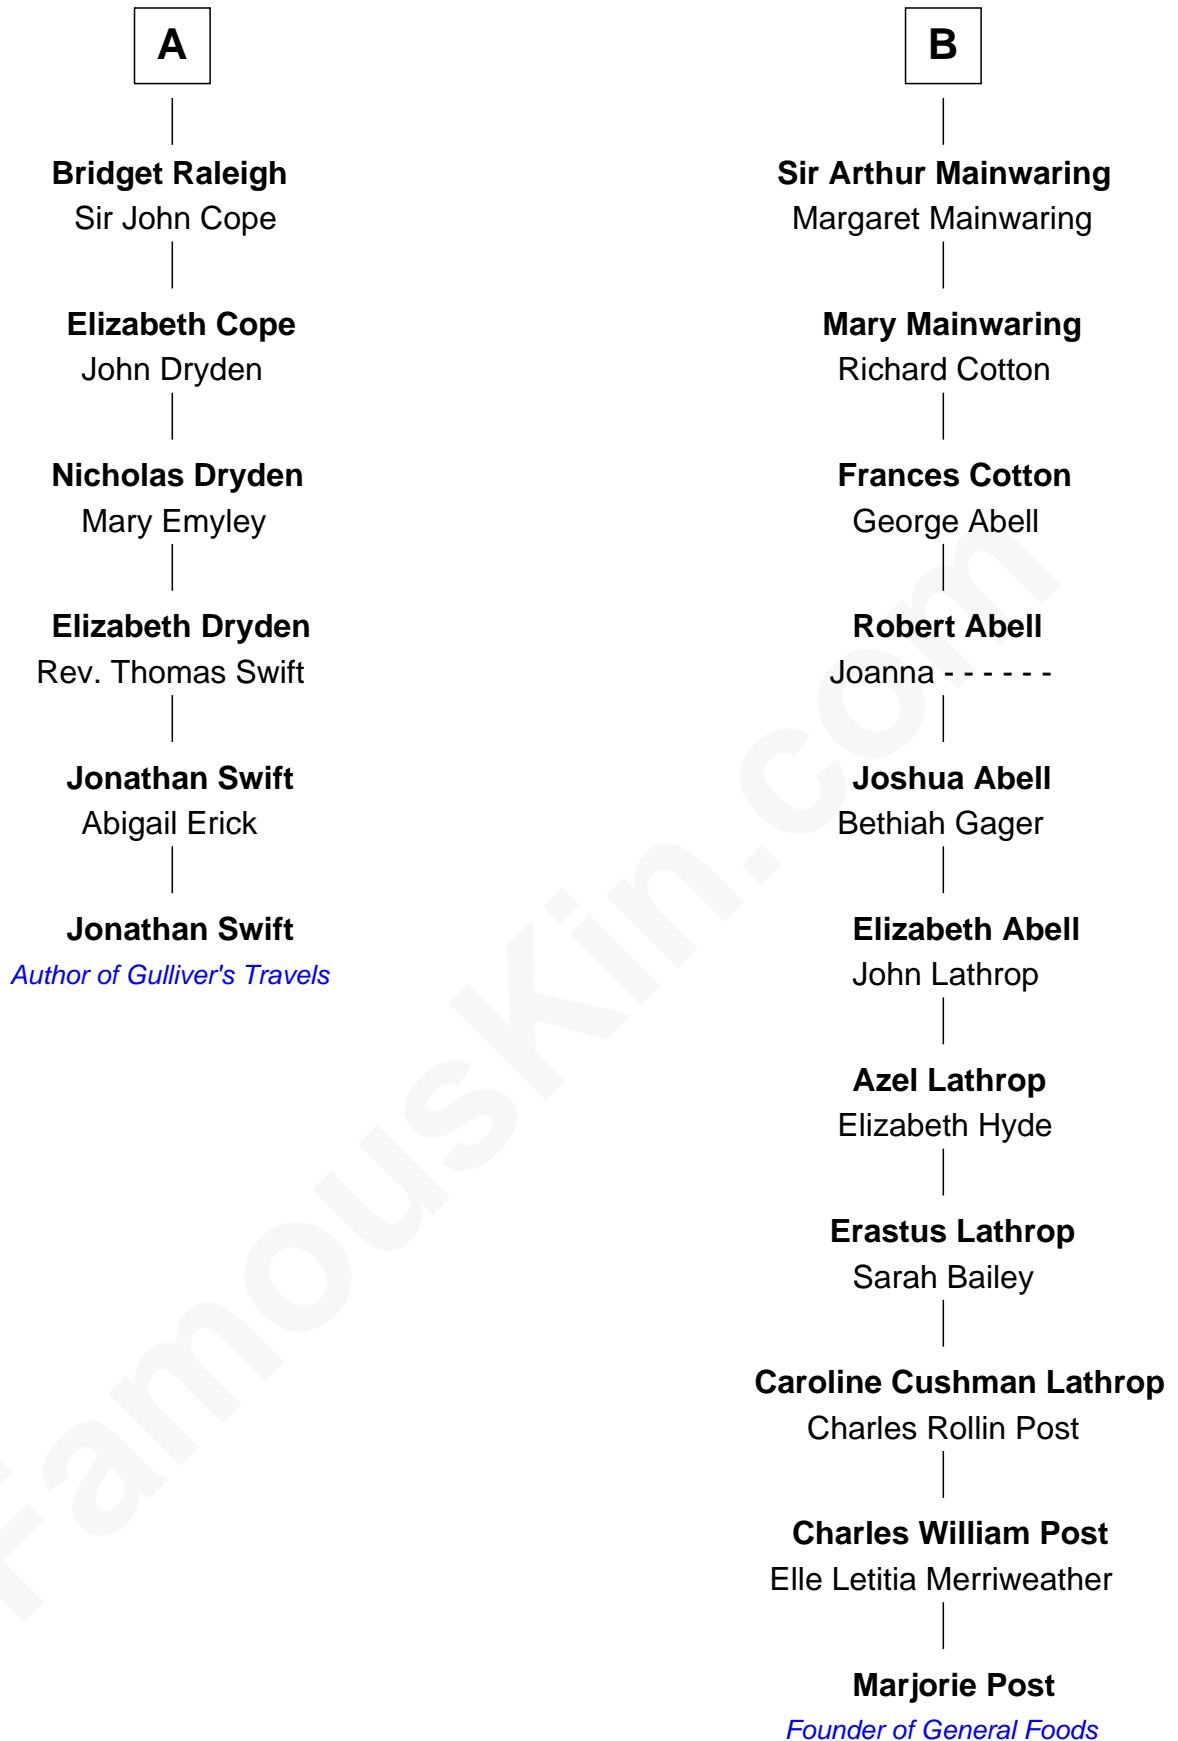 A
Bridget Raleigh
Sir John Cope
Elizabeth Cope
John Dryden
Nicholas Dryden
Mary Emyley
Elizabeth Dryden
Rev. Thomas Swift
Jonathan Swift
Abigail Erick
Jonathan Swift
Author of Gulliver's Travels
B
Sir Arthur Mainwaring
Margaret Mainwaring
Mary Mainwaring
Richard Cotton
Frances Cotton
George Abell
Robert Abell
Joanna - - - - - -
Joshua Abell
Bethiah Gager
Elizabeth Abell
John Lathrop
Azel Lathrop
Elizabeth Hyde
Erastus Lathrop
Sarah Bailey
Caroline Cushman Lathrop
Charles Rollin Post
Charles William Post
Elle Letitia Merriweather
Marjorie Post
Founder of General Foods
FamousKin.com